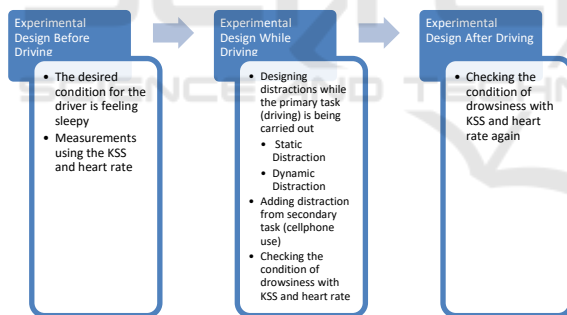 Experimental
Design Before
Driving
• The desired
condition for the
driver is feeling
sleepy
• Measurements
using the KSS
and heart rate
Experimental
Design While
Driving
• Designing
distractions while
the primary task
(driving) is being
carried out
• Static
Distraction
• Dynamic
Distraction
• Adding distraction
from secondary
task (cellphone
use)
• Checking the
condition of
drowsiness with
KSS and heart rate
Experimental
Design After Driving
• Checking the
condition of
drowsiness with
KSS and heart
rate again